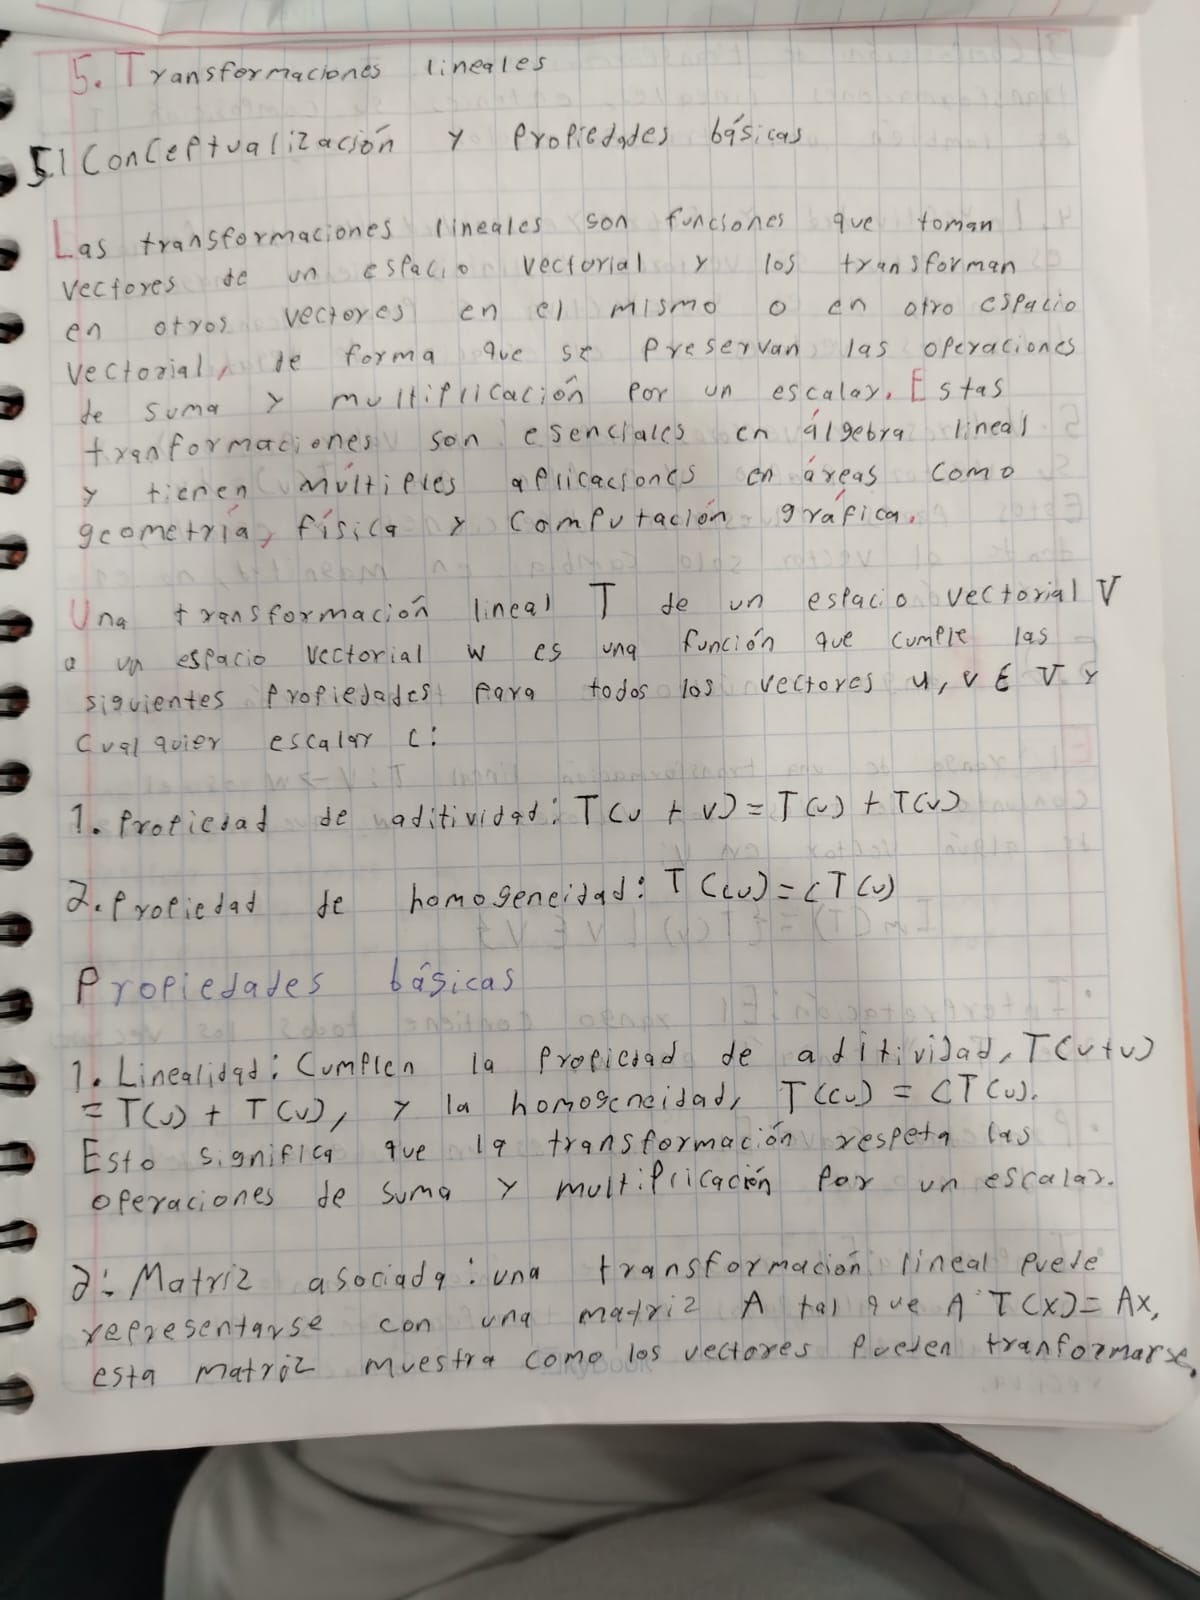 5. Transformaciones lineales
5.1 Conceptualización y Propiedades básicas
Las transformaciones lineales son funciones que toman
vectores de un espacio vectorial y los transforman
en otros vectores en el mismo o en otro espacio
vectorial, de forma que se preservan las operaciones
de suma y multiplicación por un escalar. Estas
tranformaciones son esenciales en álgebra lineal
y tienen múltiples aplicaciones en áreas como
geometría, física y computación gráfica.
Una transformación lineal T de un espacio vectorial V
a un espacio vectorial w es una función que cumple las
siguientes propiedades para todos los vectores u, v ∈ V y
cualquier escalar c:
1. Propiedad de aditividad: T(u + v) = T(u) + T(v)
2. Propiedad de homogeneidad: T(cu) = cT(u)
Propiedades básicas
1. Linealidad: Cumplen la propiedad de aditividad, T(u+v)
= T(u) + T(v), y la homogeneidad, T(cu) = cT(u).
Esto significa que la transformación respeta las
operaciones de suma y multiplicación por un escalar.
2.- Matriz asociada: una transformación lineal puede
representarse con una matriz A tal que A T(x) = Ax,
esta matriz muestra como los vectores pueden tranformarse.